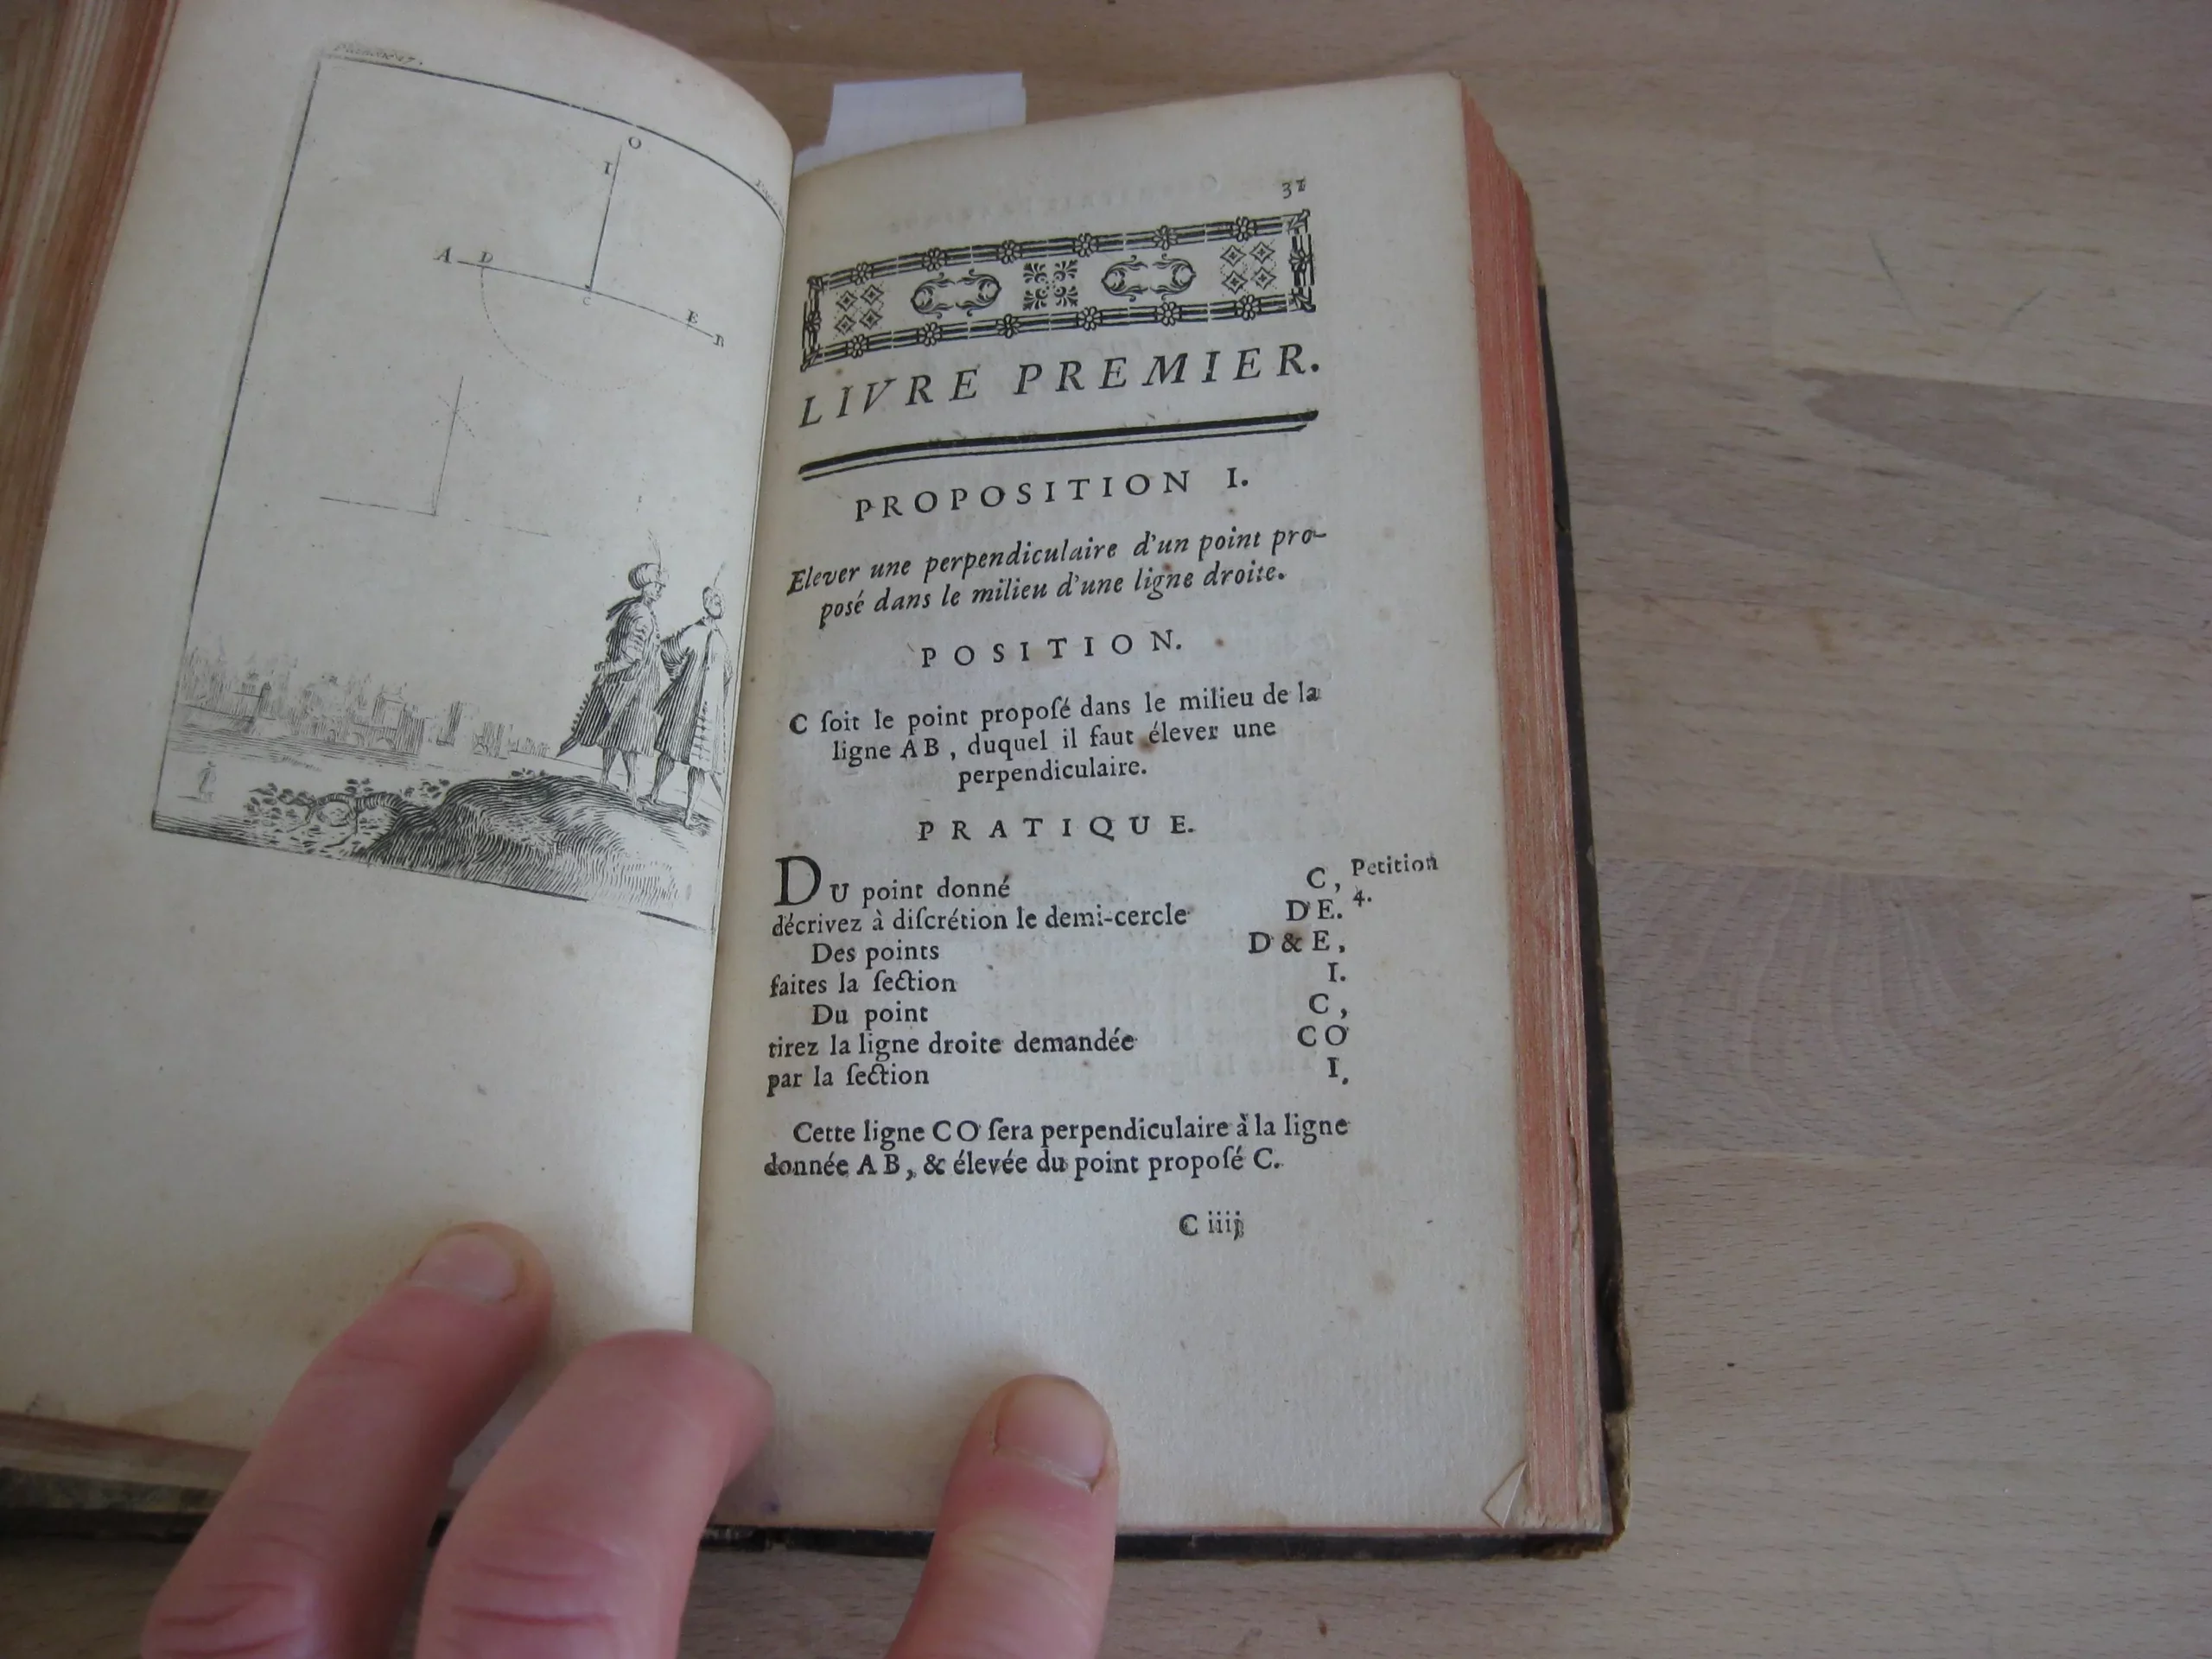 Planche 17.
O
I
A D
C
E
B
31
LIVRE PREMIER.
PROPOSITION I.
Elever une perpendiculaire d'un point pro-
posé dans le milieu d'une ligne droite.
POSITION.
C ſoit le point propoſé dans le milieu de la
ligne A B, duquel il faut élever une
perpendiculaire.
PRATIQUE.
DU point donné C, Petition
4.
décrivez à diſcrétion le demi-cercle DE.
Des points D & E,
faites la ſection I.
Du point C,
tirez la ligne droite demandée CO
par la ſection I.
Cette ligne CO ſera perpendiculaire à la ligne
donnée A B, & élevée du point propoſé C.
C iiij